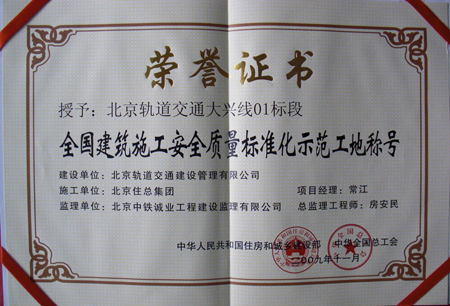 荣誉证书
授予：北京轨道交通大兴线01标段
全国建筑施工安全质量标准化示范工地称号
建设单位：北京轨道交通建设管理有限公司
施工单位：北京住总集团 项目经理：常江
监理单位：北京中铁诚业工程建设监理有限公司 总监理工程师：房安民
中华人民共和国住房和城乡建设部 中华全国总工会
二〇〇九年十一月